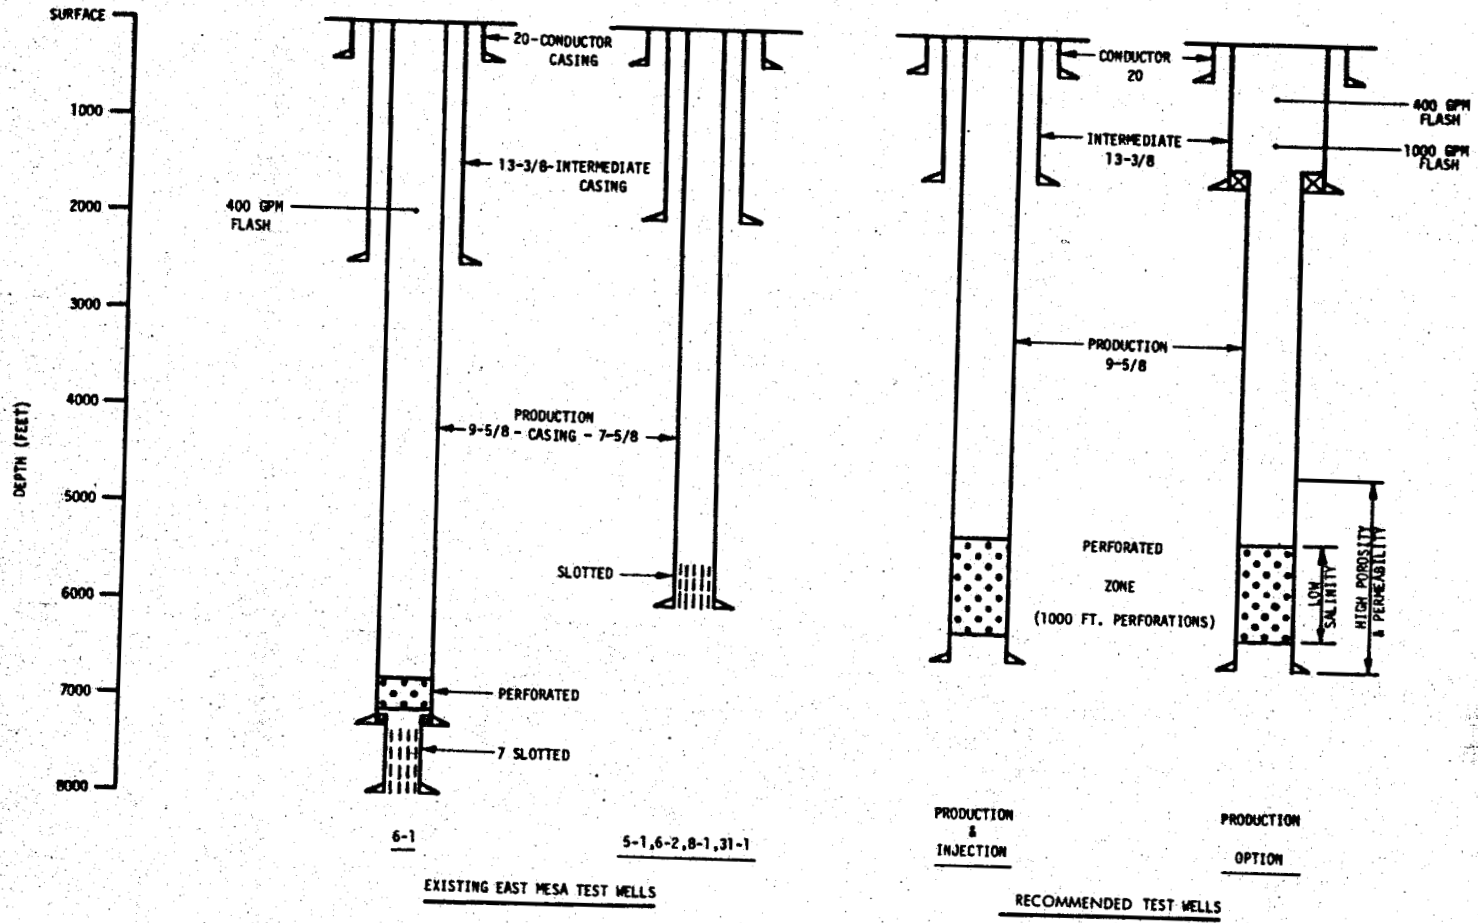 SURFACE
1000
2000
3000
4000
5000
6000
7000
8000
DEPTH (FEET)
20-CONDUCTOR
CASING
13-3/8-INTERMEDIATE
CASING
400 GPM
FLASH
PRODUCTION
9-5/8 - CASING - 7-5/8
SLOTTED
PERFORATED
7 SLOTTED
6-1
5-1,6-2,8-1,31-1
EXISTING EAST MESA TEST WELLS
CONDUCTOR
20
INTERMEDIATE
13-3/8
400 GPM
FLASH
1000 GPM
FLASH
PRODUCTION
9-5/8
PERFORATED
ZONE
(1000 FT. PERFORATIONS)
LOW
SALINITY
HIGH POROSITY
& PERMEABILITY
PRODUCTION
&
INJECTION
PRODUCTION
OPTION
RECOMMENDED TEST WELLS